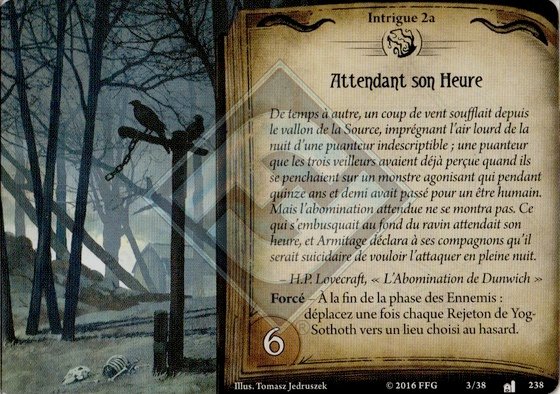 Intrigue 2a
Attendant son Heure
De temps à autre, un coup de vent soufflait depuis
le vallon de la Source, imprégnant l'air lourd de la
nuit d'une puanteur indescriptible ; une puanteur
que les trois veilleurs avaient déjà perçue quand ils
se penchaient sur un monstre agonisant qui pendant
quinze ans et demi avait passé pour un être humain.
Mais l'abomination attendue ne se montra pas. Ce
qui s'embusquait au fond du ravin attendait son
heure, et Armitage déclara à ses compagnons qu'il
serait suicidaire de vouloir l'attaquer en pleine nuit.
– H.P. Lovecraft, « L'Abomination de Dunwich »
Forcé – À la fin de la phase des Ennemis :
déplacez une fois chaque Rejeton de Yog-
Sothoth vers un lieu choisi au hasard.
6
Illus. Tomasz Jedruszek © 2016 FFG 3/38 238